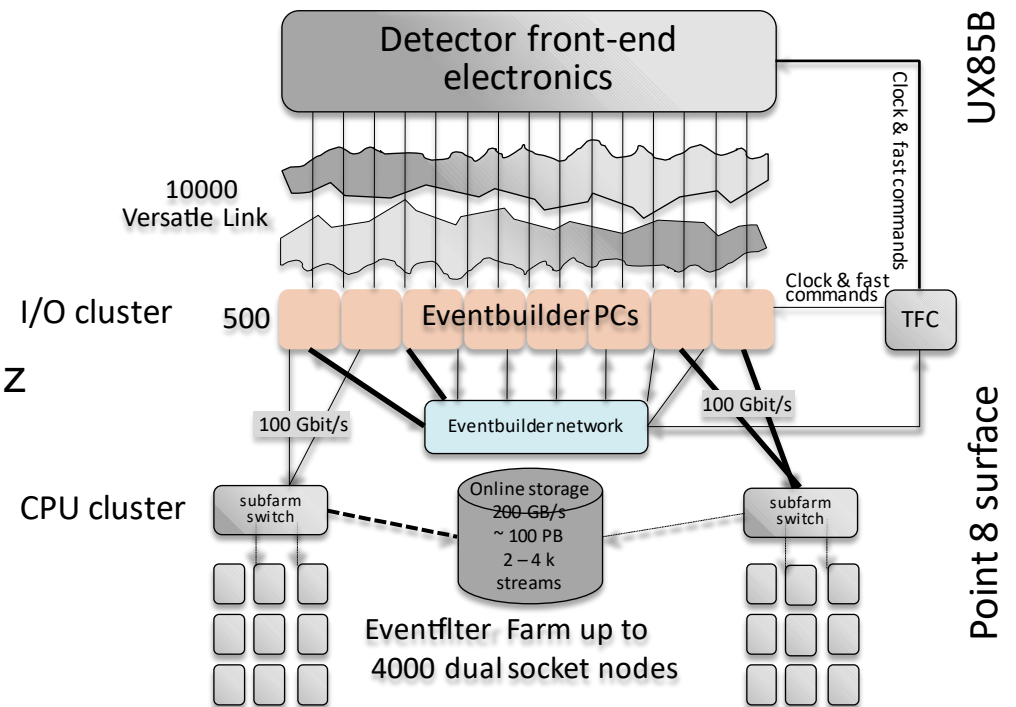 Detector front-end
electronics
UX85B
Clock & fast commands
10000
Versatle Link
Clock & fast
commands
I/O cluster
500
Eventbuilder PCs
TFC
z
100 Gbit/s
100 Gbit/s
Eventbuilder network
Point 8 surface
CPU cluster
subfarm
switch
Online storage
200 GB/s
~ 100 PB
2 – 4 k
streams
subfarm
switch
Eventflter Farm up to
4000 dual socket nodes